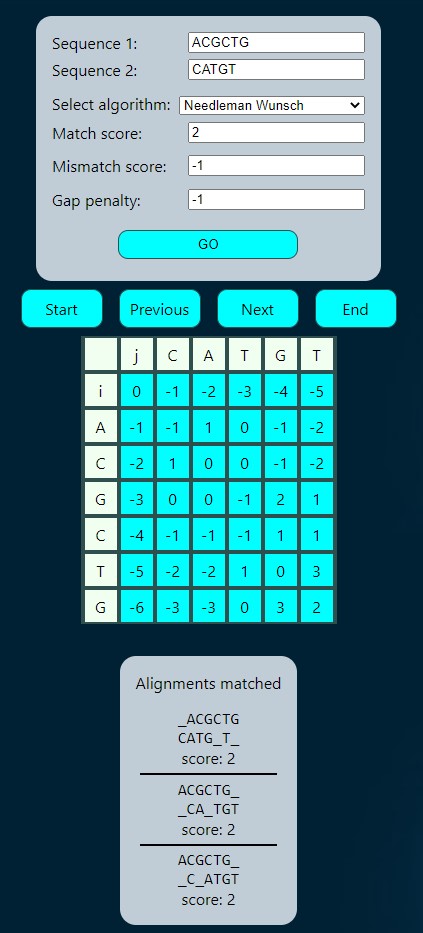 Sequence 1: ACGCTG
Sequence 2: CATGT
Select algorithm: Needleman Wunsch
Match score: 2
Mismatch score: -1
Gap penalty: -1
GO
Start Previous Next End
j C A T G T
i 0 -1 -2 -3 -4 -5
A -1 -1 1 0 -1 -2
C -2 1 0 0 -1 -2
G -3 0 0 -1 2 1
C -4 -1 -1 -1 1 1
T -5 -2 -2 1 0 3
G -6 -3 -3 0 3 2
Alignments matched
_ACGCTG
CATG_T_
score: 2
ACGCTG_
_CA_TGT
score: 2
ACGCTG_
_C_ATGT
score: 2